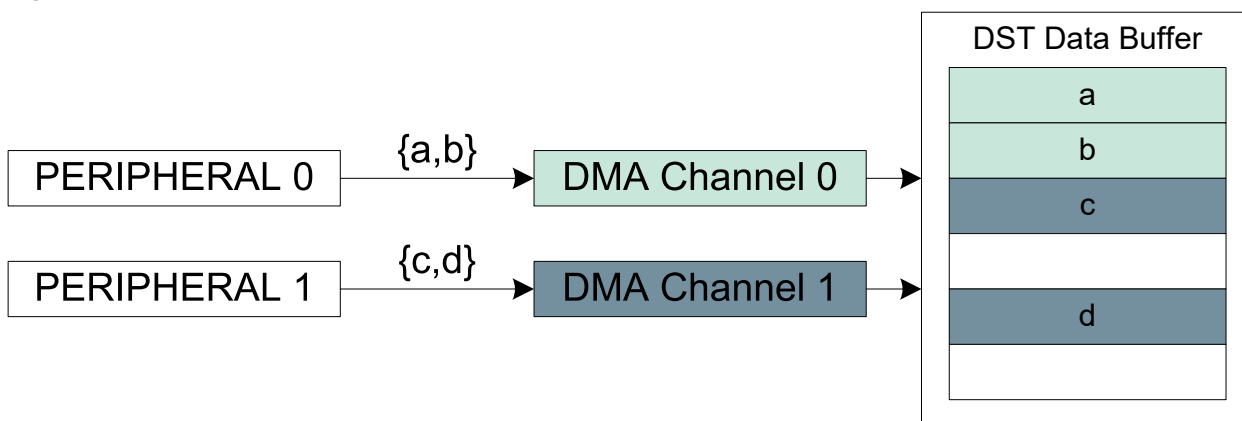 DST Data Buffer
a
b
c
d
{a,b}
PERIPHERAL 0
DMA Channel 0
{c,d}
PERIPHERAL 1
DMA Channel 1